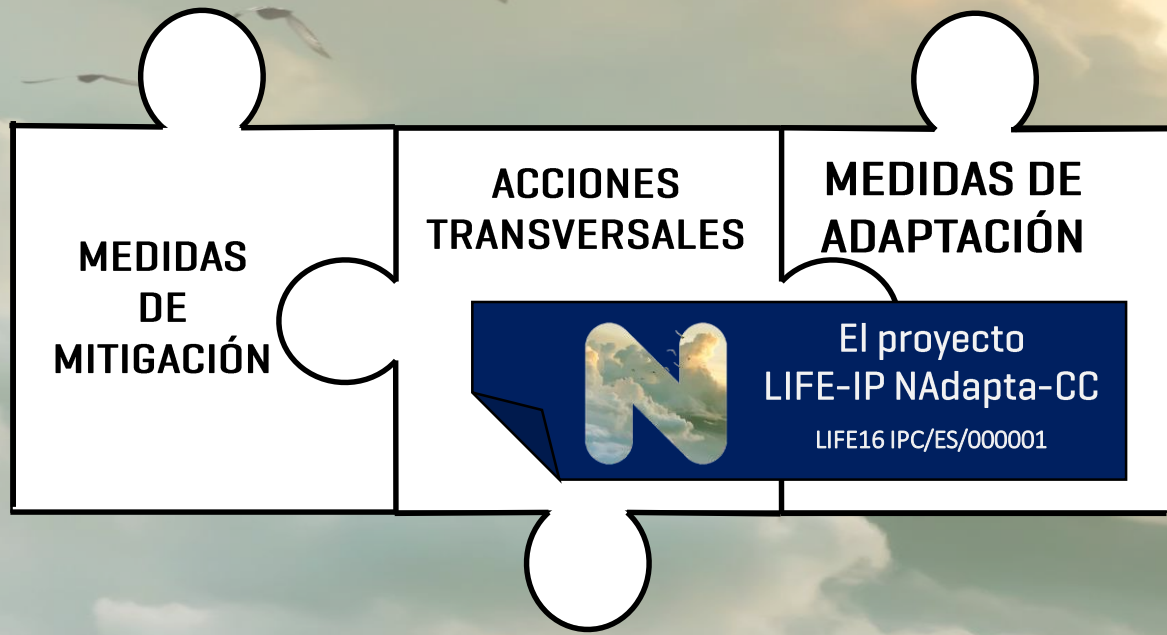 MEDIDAS
DE
MITIGACIÓN
ACCIONES
TRANSVERSALES
MEDIDAS DE
ADAPTACIÓN
N
El proyecto
LIFE-IP NAdapta-CC
LIFE16 IPC/ES/000001